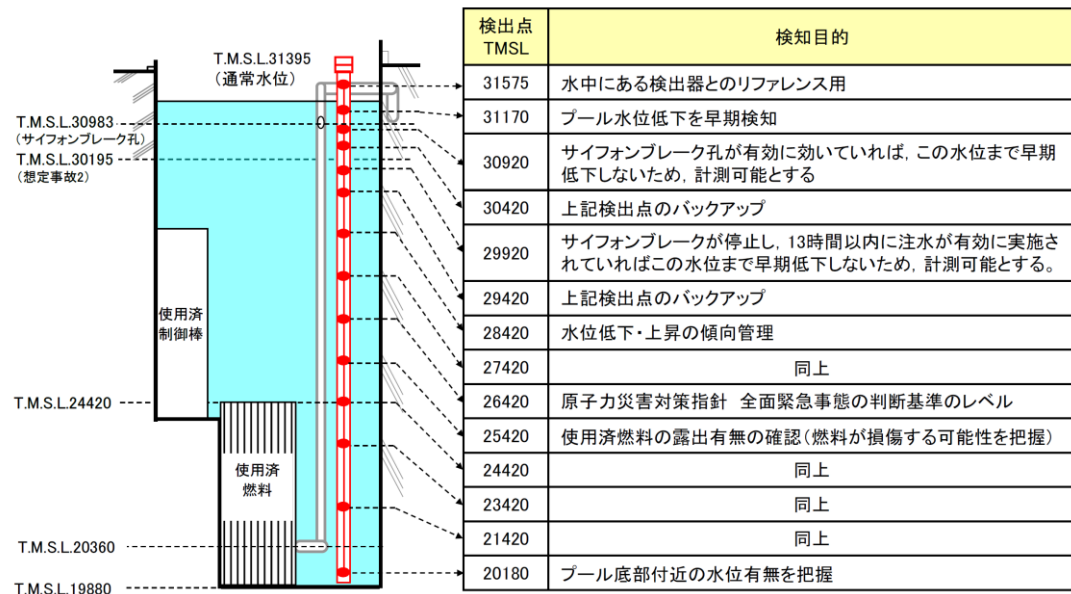 T.M.S.L.31395
(通常水位)
T.M.S.L.30983
(サイフォンブレーク孔)
T.M.S.L.30195
(想定事故2)
使用済
制御棒
T.M.S.L.24420
使用済
燃料
T.M.S.L.20360
T.M.S.L.19880
検出点
TMSL
検知目的
31575 水中にある検出器とのリファレンス用
31170 プール水位低下を早期検知
30920 サイフォンブレーク孔が有効に効いていれば，この水位まで早期
低下しないため，計測可能とする
30420 上記検出点のバックアップ
29920 サイフォンブレークが停止し，13時間以内に注水が有効に実施さ
れていればこの水位まで早期低下しないため，計測可能とする。
29420 上記検出点のバックアップ
28420 水位低下・上昇の傾向管理
27420 同上
26420 原子力災害対策指針 全面緊急事態の判断基準のレベル
25420 使用済燃料の露出有無の確認(燃料が損傷する可能性を把握)
24420 同上
23420 同上
21420 同上
20180 プール底部付近の水位有無を把握